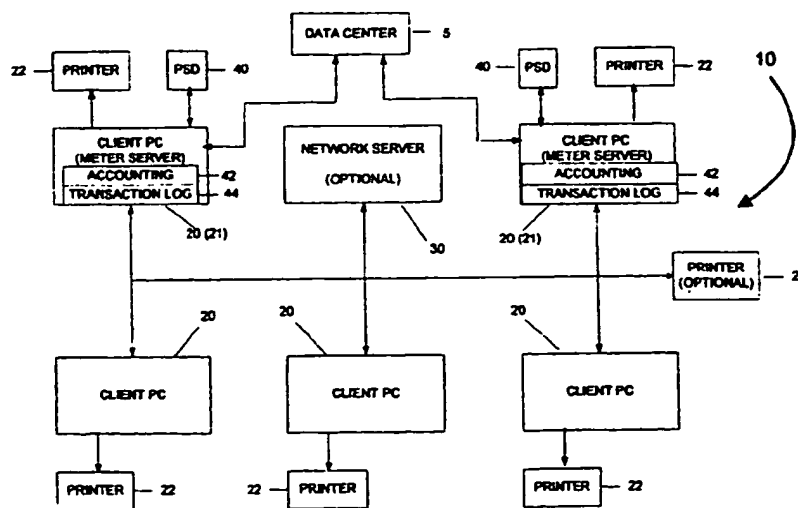 DATA CENTER 5
22 PRINTER
PSD 40
40 PSD
PRINTER 22
10
CLIENT PC
(METER SERVER)
ACCOUNTING 42
TRANSACTION LOG 44
20 (21)
NETWORK SERVER
(OPTIONAL)
30
CLIENT PC
(METER SERVER)
ACCOUNTING 42
TRANSACTION LOG 44
20 (21)
PRINTER
(OPTIONAL)
20
CLIENT PC
20
CLIENT PC
20
CLIENT PC
PRINTER 22
22 PRINTER
PRINTER 22